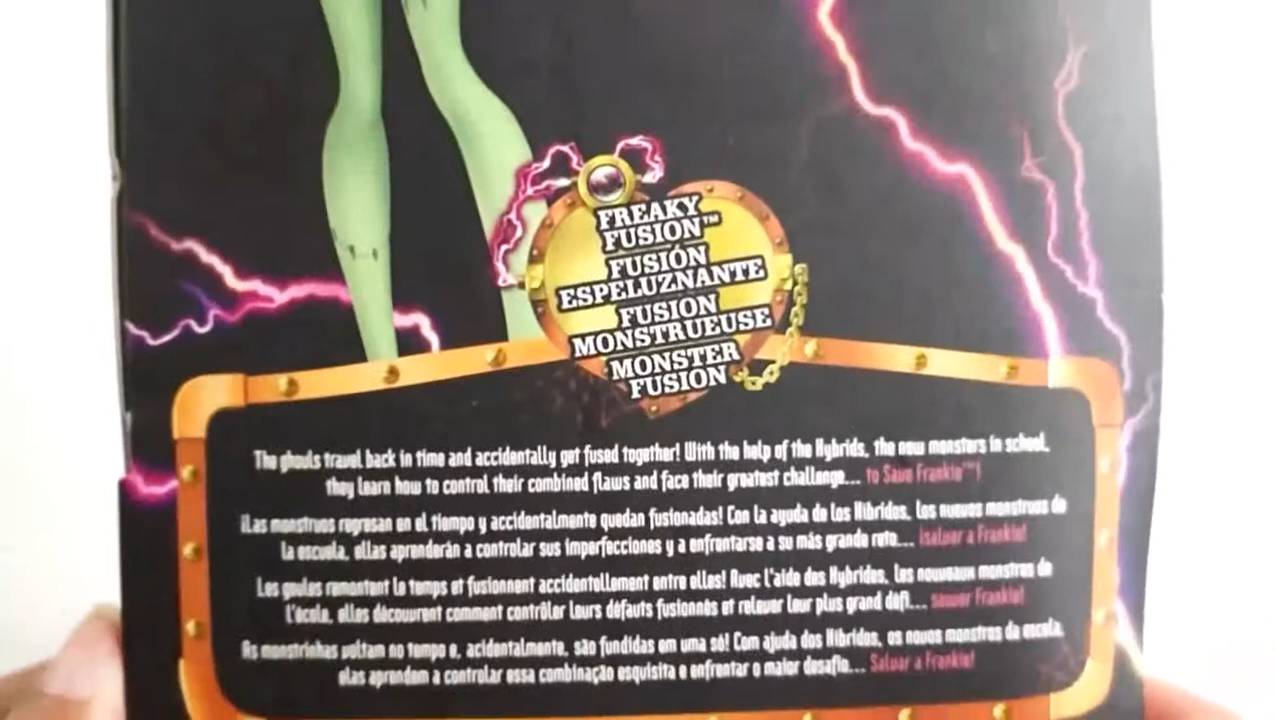 FREAKY
FUSION™
FUSIÓN
ESPELUZNANTE
FUSION
MONSTRUEUSE
MONSTER
FUSION
The ghouls travel back in time and accidentally get fused together! With the help of the Hybrids, the new monsters in school,
they learn how to control their combined flaws and face their greatest challenge... to Save Frankie™!
¡Las monstruos regresan en el tiempo y accidentalmente quedan fusionadas! Con la ayuda de los Híbridos, los nuevos monstruos de
la escuela, ellas aprenderán a controlar sus imperfecciones y a enfrentarse a su más grande reto... ¡salvar a Frankie!
Les goules remontent le temps et fusionnent accidentellement entre elles! Avec l'aide des Hybrides, les nouveaux monstres de
l'école, elles découvrent comment contrôler leurs défauts fusionnés et relever leur plus grand défi... sauver Frankie!
As monstrinhas voltam no tempo e, acidentalmente, são fundidas em uma só! Com ajuda dos Híbridos, os novos monstros da escola,
elas aprendem a controlar essa combinação esquisita e enfrentar o maior desafio... Salvar a Frankie!